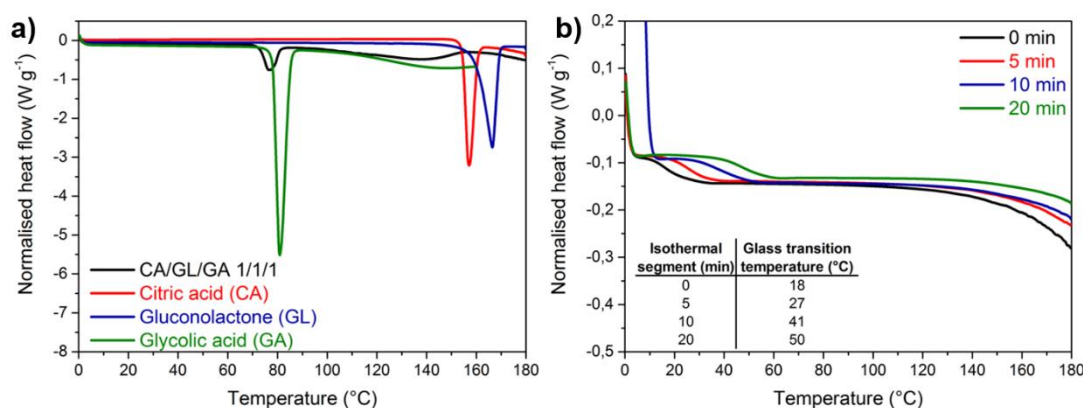 a)
Normalised heat flow (W g⁻¹)
0
-1
-2
-3
-4
-5
-6
-7
-8
CA/GL/GA 1/1/1
Citric acid (CA)
Gluconolactone (GL)
Glycolic acid (GA)
0 20 40 60 80 100 120 140 160 180
Temperature (°C)
b)
Normalised heat flow (W g⁻¹)
0,2
0,1
0,0
-0,1
-0,2
-0,3
-0,4
-0,5
0 min
5 min
10 min
20 min
Isothermal Glass transition
segment (min) temperature (°C)
0 18
5 27
10 41
20 50
0 20 40 60 80 100 120 140 160 180
Temperature (°C)